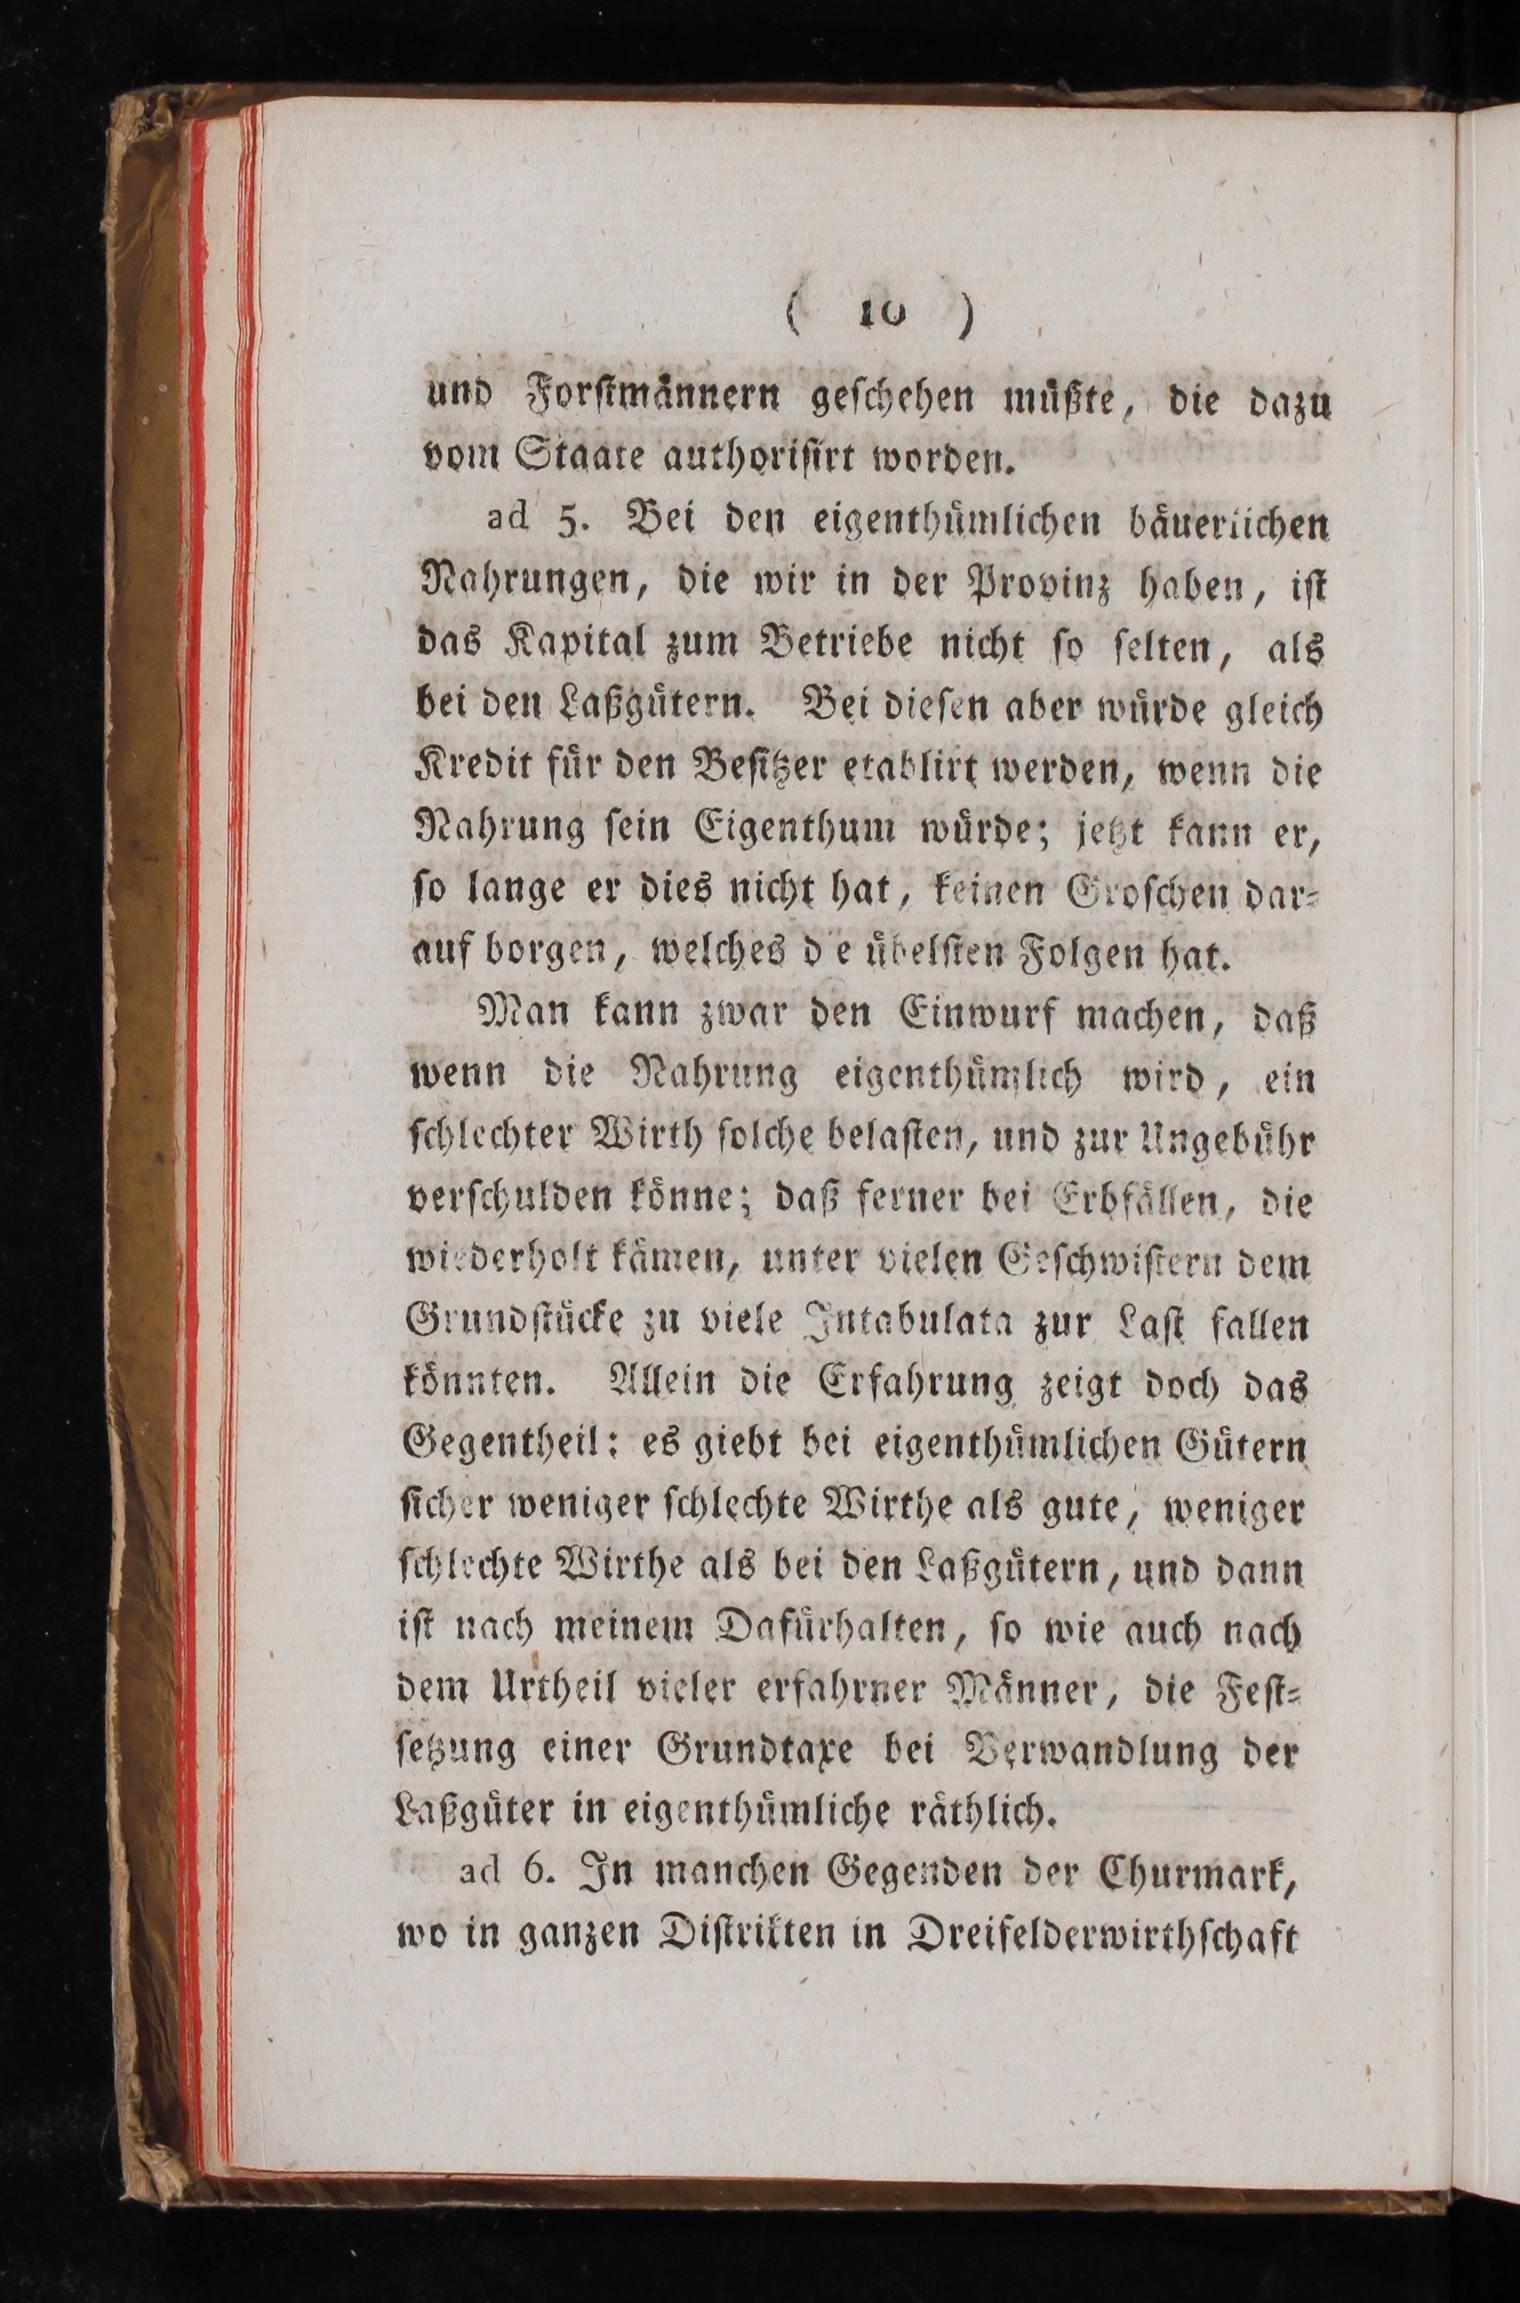 ( 10 )
und Forſtmännern geſchehen müßte, die dazu
vom Staate authoriſirt worden.
ad 5. Bei den eigenthümlichen bäuerlichen
Nahrungen, die wir in der Provinz haben, iſt
das Kapital zum Betriebe nicht ſo ſelten, als
bei den Laßgütern. Bei dieſen aber würde gleich
Kredit für den Beſitzer etablirt werden, wenn die
Nahrung ſein Eigenthum würde; jetzt kann er,
ſo lange er dies nicht hat, keinen Groſchen dar-
auf borgen, welches die übelſten Folgen hat.
Man kann zwar den Einwurf machen, daß
wenn die Nahrung eigenthümlich wird, ein
ſchlechter Wirth ſolche belaſten, und zur Ungebühr
verſchulden könne; daß ferner bei Erbfällen, die
wiederholt kämen, unter vielen Geſchwiſtern dem
Grundſtücke zu viele Intabulata zur Laſt fallen
könnten. Allein die Erfahrung zeigt doch das
Gegentheil: es giebt bei eigenthümlichen Gütern
ſicher weniger ſchlechte Wirthe als gute, weniger
ſchlechte Wirthe als bei den Laßgütern, und dann
iſt nach meinem Dafürhalten, ſo wie auch nach
dem Urtheil vieler erfahrner Männer, die Feſt-
ſetzung einer Grundtaxe bei Verwandlung der
Laßgüter in eigenthümliche räthlich.
ad 6. In manchen Gegenden der Churmark,
wo in ganzen Diſtrikten in Dreifelderwirthſchaft